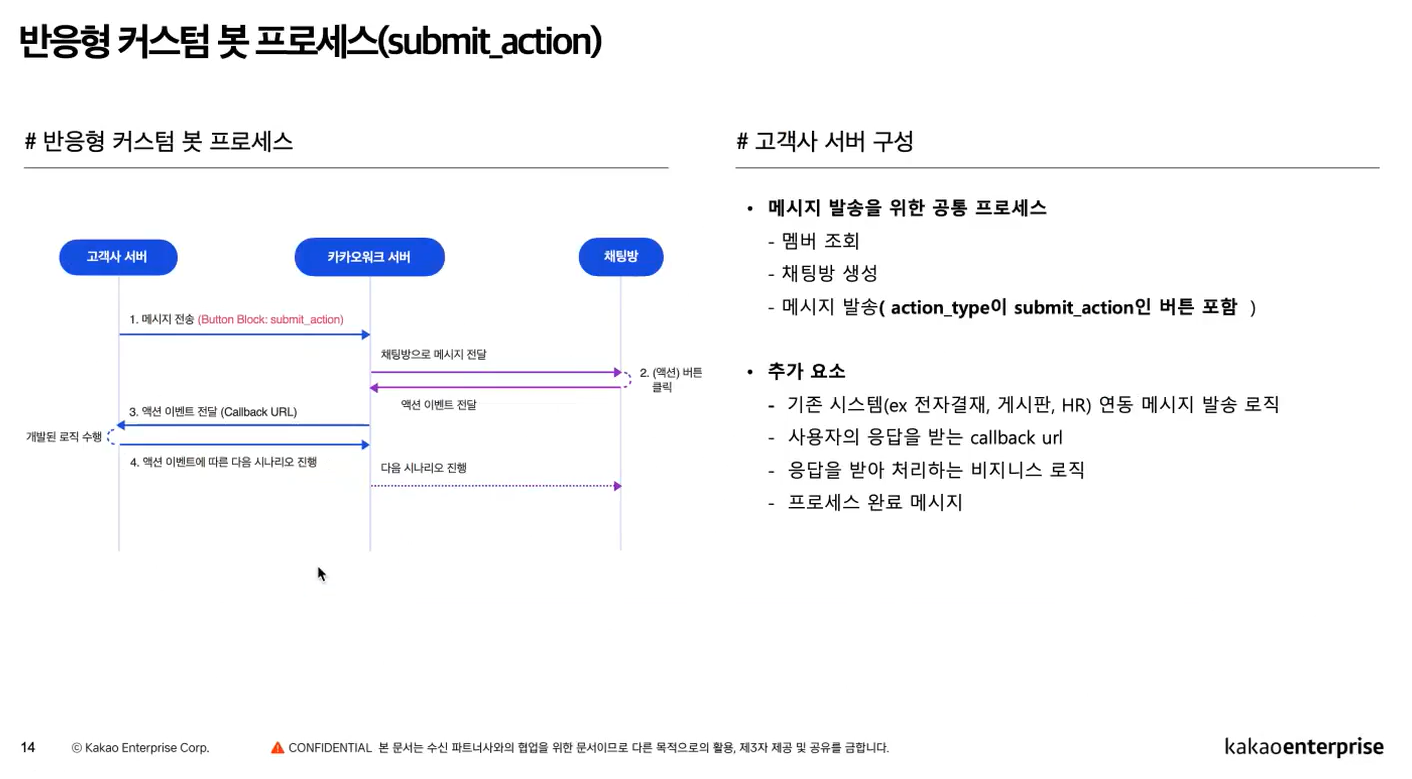 반응형 커스텀 봇 프로세스(submit_action)
# 반응형 커스텀 봇 프로세스
고객사 서버
카카오워크 서버
채팅방
1. 메시지 전송 (Button Block: submit_action)
채팅방으로 메시지 전달
2. (액션) 버튼
클릭
액션 이벤트 전달
3. 액션 이벤트 전달 (Callback URL)
개발된 로직 수행
4. 액션 이벤트에 따른 다음 시나리오 진행
다음 시나리오 진행
# 고객사 서버 구성
• 메시지 발송을 위한 공통 프로세스
- 멤버 조회
- 채팅방 생성
- 메시지 발송( action_type이 submit_action인 버튼 포함 )
• 추가 요소
- 기존 시스템(ex 전자결재, 게시판, HR) 연동 메시지 발송 로직
- 사용자의 응답을 받는 callback url
- 응답을 받아 처리하는 비지니스 로직
- 프로세스 완료 메시지
14 © Kakao Enterprise Corp. CONFIDENTIAL 본 문서는 수신 파트너사와의 협업을 위한 문서이므로 다른 목적으로의 활용, 제3자 제공 및 공유를 금합니다. kakaoenterprise